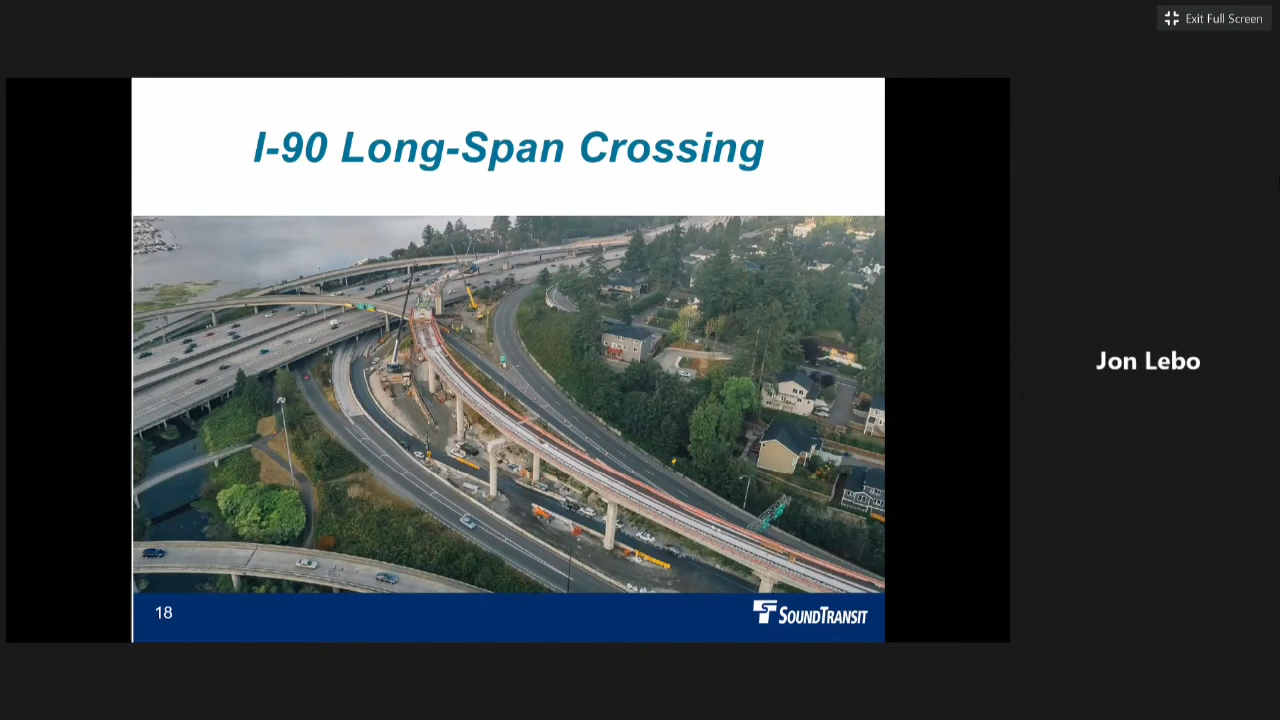 Exit Full Screen
I-90 Long-Span Crossing
Jon Lebo
18
SOUNDTRANSIT